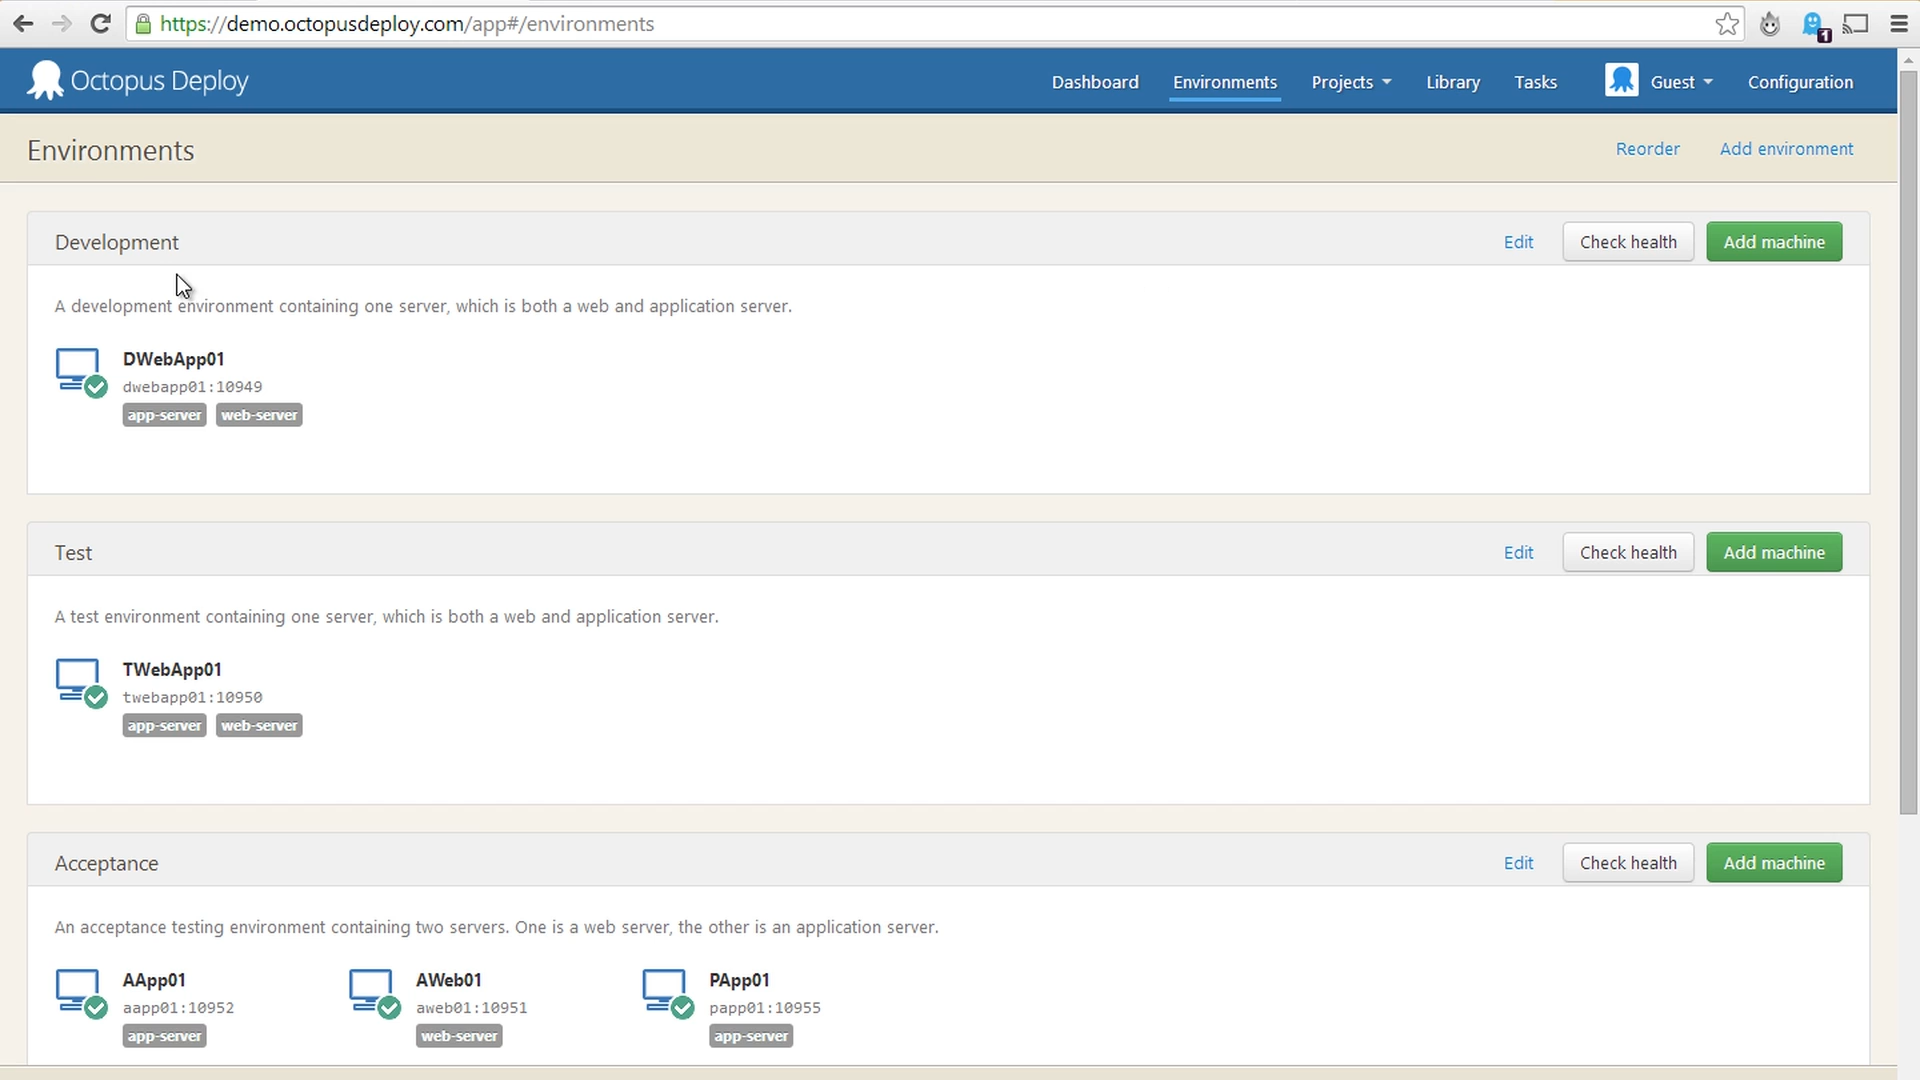 https://demo.octopusdeploy.com/app#/environments
1
Octopus Deploy
Dashboard Environments Projects Library Tasks Guest Configuration
Environments
Reorder Add environment
Development
Edit Check health Add machine
A development environment containing one server, which is both a web and application server.
DWebApp01
dwebapp01:10949
app-server web-server
Test
Edit Check health Add machine
A test environment containing one server, which is both a web and application server.
TWebApp01
twebapp01:10950
app-server web-server
Acceptance
Edit Check health Add machine
An acceptance testing environment containing two servers. One is a web server, the other is an application server.
AApp01 AWeb01 PApp01
aapp01:10952 aweb01:10951 papp01:10955
app-server web-server app-server